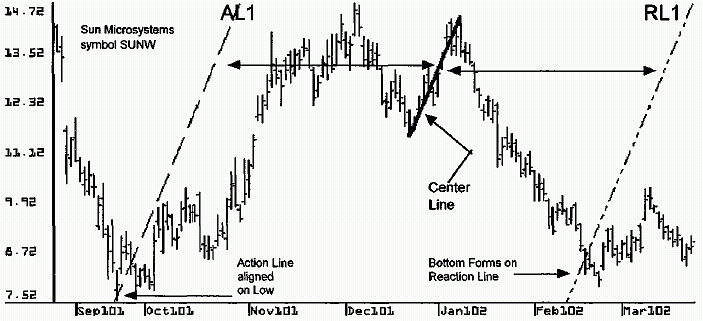 14.72
AL1
RL1
Sun Microsystems
symbol SUNW
13.52
12.32
11.12
Center
Line
9.92
8.72
Action Line
aligned
on Low
Bottom Forms on
Reaction Line
7.52
Sep101 Oct101 Nov101 Dec101 Jan102 Feb102 Mar102